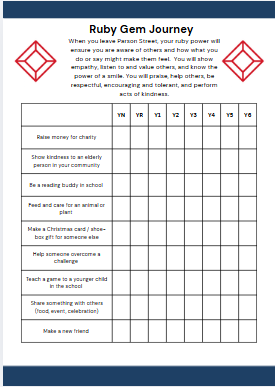 Ruby Gem Journey
When you leave Parson Street, your ruby power will
ensure you are aware of others and how what you
do or say might make them feel. You will show
empathy, listen to and value others, and know the
power of a smile. You will praise, help others, be
respectful, encouraging and tolerant, and perform
acts of kindness.
YN YR Y1 Y2 Y3 Y4 Y5 Y6
Raise money for charity
Show kindness to an elderly
person in your community
Be a reading buddy in school
Feed and care for an animal or
plant
Make a Christmas card / shoe-
box gift for someone else
Help someone overcome a
challenge
Teach a game to a younger child
in the school
Share something with others
(food, event, celebration)
Make a new friend